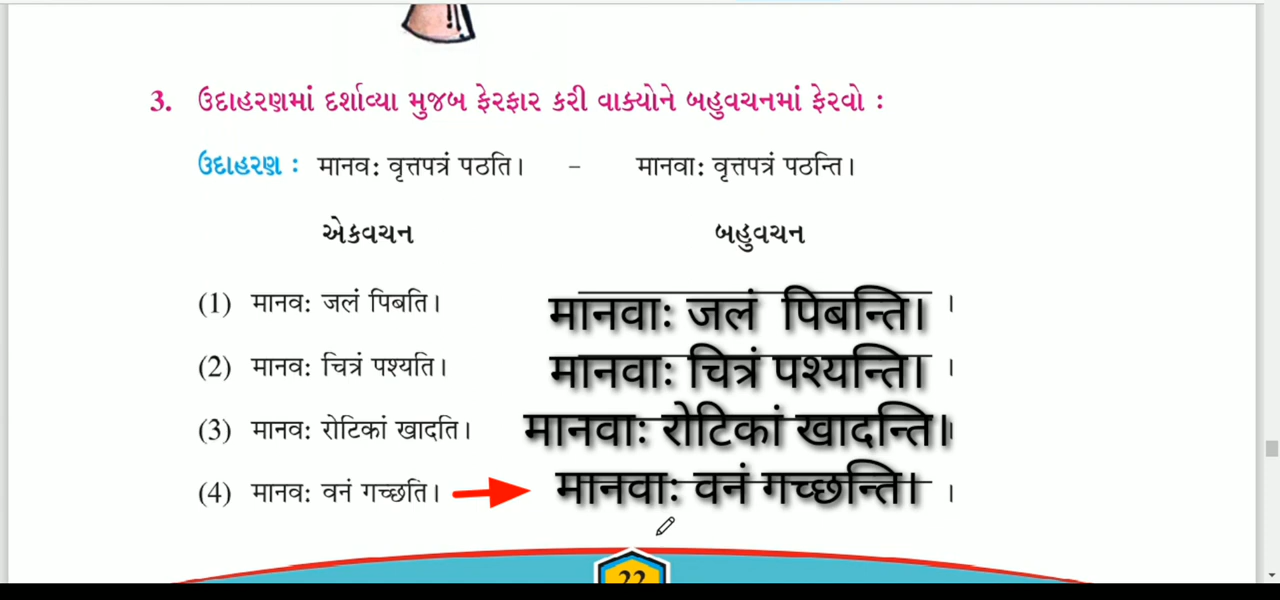 3. ઉદાહરણમાં દર્શાવ્યા મુજબ ફેરફાર કરી વાક્યોને બહુવચનમાં ફેરવો :
ઉદાહરણ : मानवः वृत्तपत्रं पठति। – मानवाः वृत्तपत्रं पठन्ति।
એકવચન બહુવચન
(1) मानवः जलं पिबति। मानवाः जलं पिबन्ति। ।
(2) मानवः चित्रं पश्यति। मानवाः चित्रं पश्यन्ति। ।
(3) मानवः रोटिकां खादति। मानवाः रोटिकां खादन्ति। ।
(4) मानवः वनं गच्छति। मानवाः वनं गच्छन्ति। ।
22